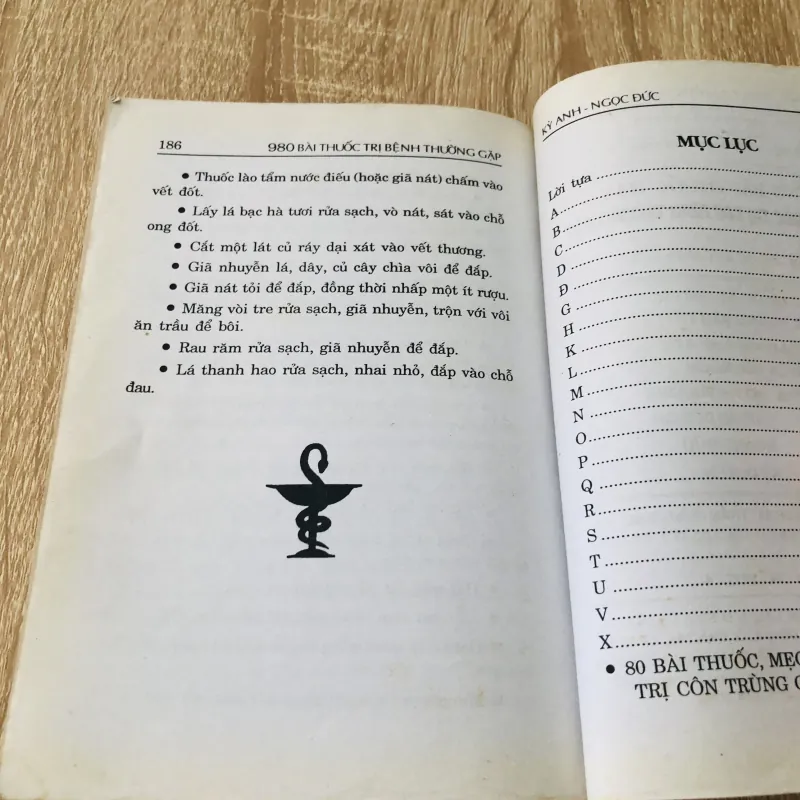 186 980 BÀI THUỐC TRỊ BỆNH THƯỜNG GẶP
● Thuốc lào tẩm nước điếu (hoặc giã nát) chấm vào
vết đốt.
● Lấy lá bạc hà tươi rửa sạch, vò nát, sát vào chỗ
ong đốt.
● Cắt một lát củ ráy dại xát vào vết thương.
● Giã nhuyễn lá, dây, củ cây chìa vôi để đắp.
● Giã nát tỏi để đắp, đồng thời nhấp một ít rượu.
● Măng vòi tre rửa sạch, giã nhuyễn, trộn với vôi
ăn trầu để bôi.
● Rau răm rửa sạch, giã nhuyễn để đắp.
● Lá thanh hao rửa sạch, nhai nhỏ, đắp vào chỗ
đau.
KỲ ANH - NGỌC ĐỨC
MỤC LỤC
Lời tựa
A
B
C
D
Đ
G
H
K
L
M
N
O
P
Q
R
S
T
U
V
X
● 80 BÀI THUỐC, MẸO
TRỊ CÔN TRÙNG